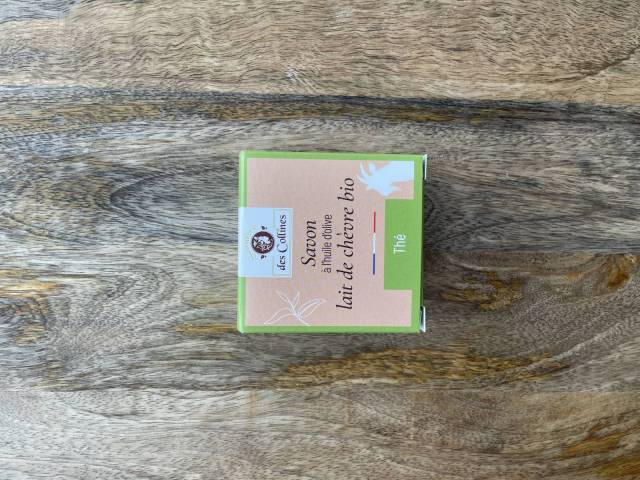 des Collines
Savon
à l'huile d'olive
lait de chèvre bio
Thé